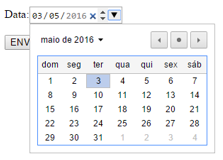 Data: 03/05/2016
ENV
maio de 2016
dom seg ter qua qui sex sáb
1 2 3 4 5 6 7
8 9 10 11 12 13 14
15 16 17 18 19 20 21
22 23 24 25 26 27 28
29 30 31 1 2 3 4